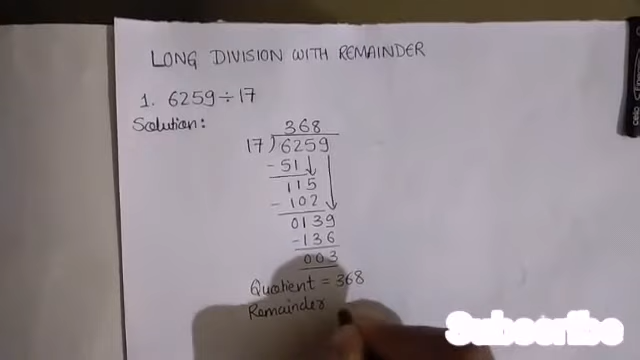 LONG DIVISION WITH REMAINDER
1. 6259÷17
Solution:
368
17)6259
-51
115
-102
0139
-136
003
Quotient = 368
Remainder
Subscribe
cello